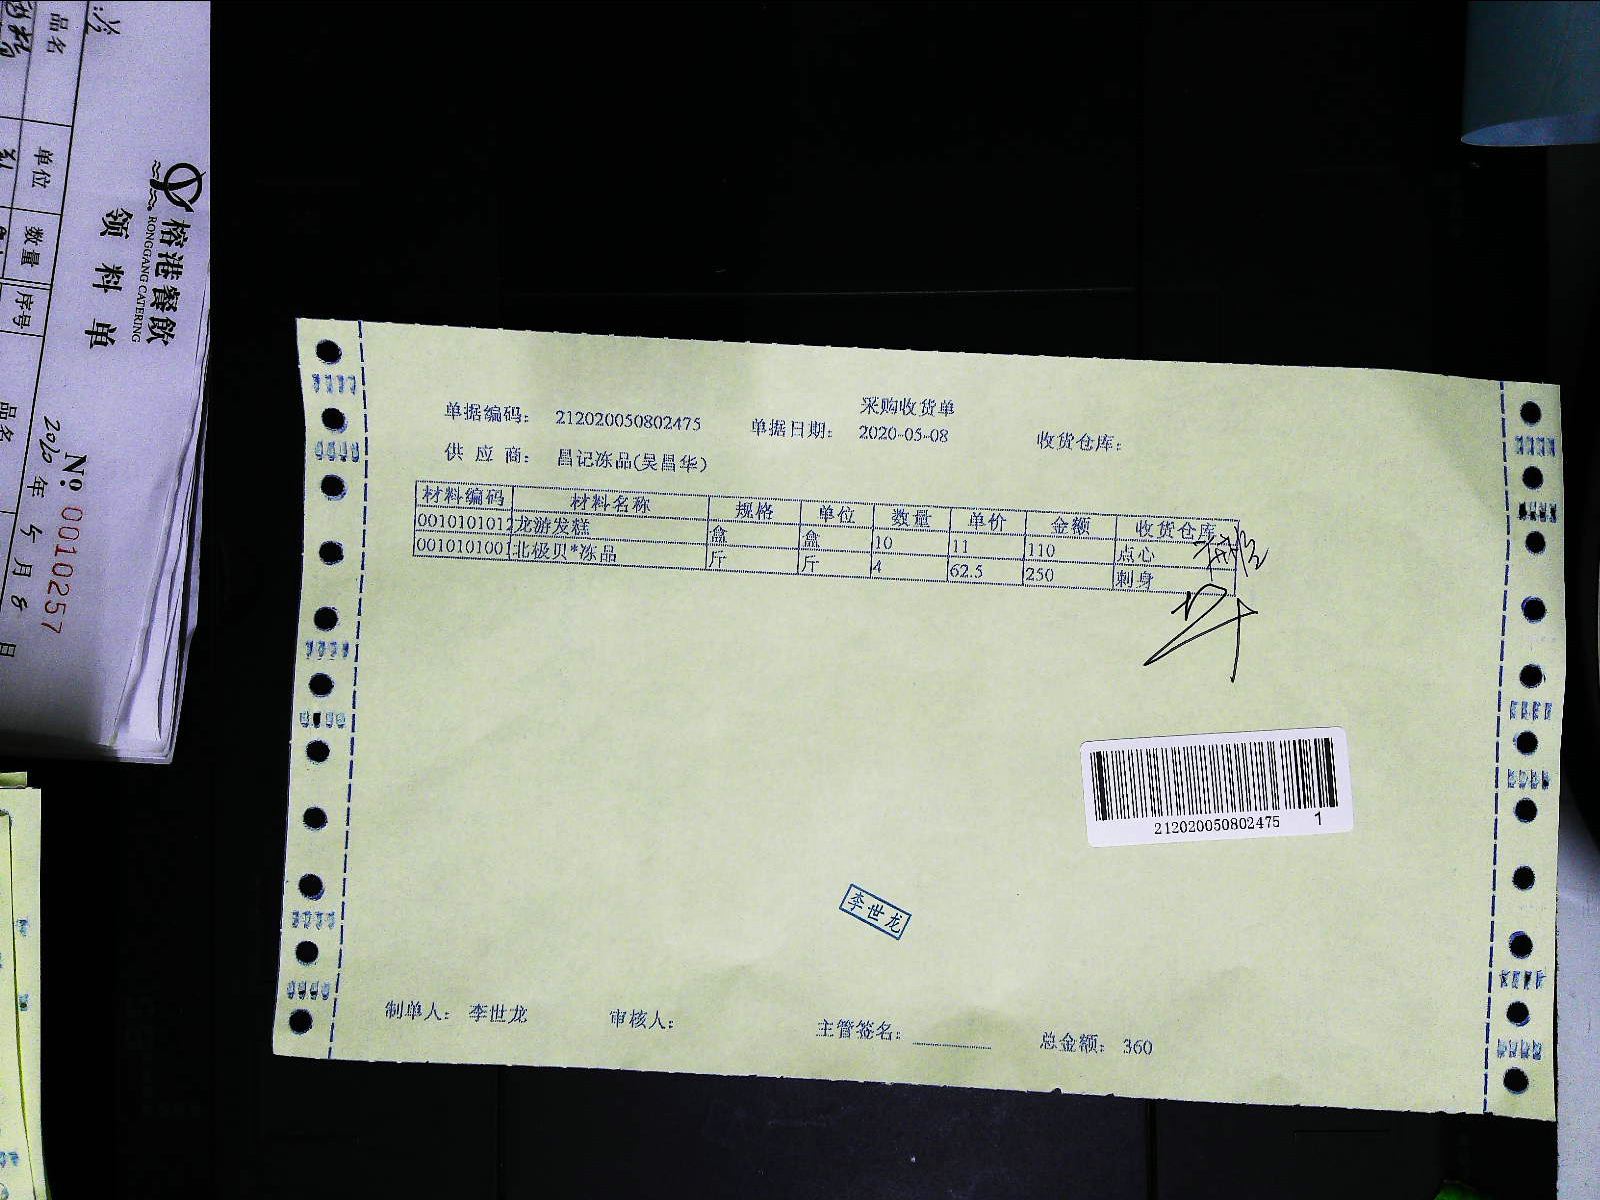 采购收货单
单据编码： 212020050802475 单据日期： 2020-05-08 收货仓库：
供 应 商： 昌记冻品(吴昌华)
材料编码 材料名称 规格 单位 数量 单价 金额 收货仓库
0010101012 龙游发糕 盒 盒 10 11 110 点心
0010101001 北极贝*冻品 斤 斤 4 62.5 250 刺身
212020050802475 1
李世龙
制单人： 李世龙 审核人： 主管签名： 总金额： 360
榕港餐飲
RONGGANG CATERING
领 料 单
№ 0010257
2020 年 5 月 8 日
品名 单位 数量 序号 品名